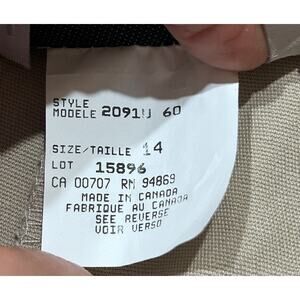 STYLE
MODELE 2091U 60
SIZE/TAILLE 14
LOT 15896
CA 00707 RN 94869
MADE IN CANADA
FABRIQUE AU CANADA
SEE REVERSE
VOIR VERSO